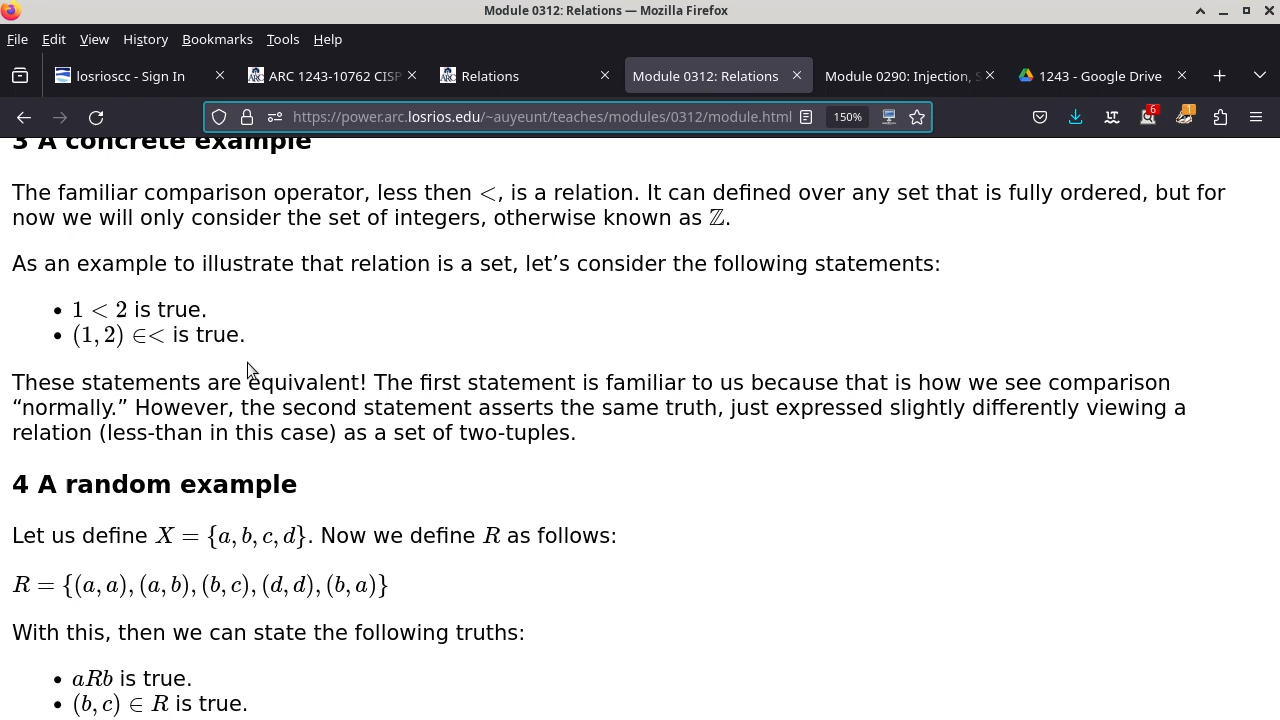 Module 0312: Relations — Mozilla Firefox
File Edit View History Bookmarks Tools Help
losrioscc - Sign In
ARC 1243-10762 CISP
Relations
Module 0312: Relations
Module 0290: Injection, S
1243 - Google Drive
https://power.arc.losrios.edu/~auyeunt/teaches/modules/0312/module.html 150% 6 1
3 A concrete example
The familiar comparison operator, less then <, is a relation. It can defined over any set that is fully ordered, but for
now we will only consider the set of integers, otherwise known as ℤ.
As an example to illustrate that relation is a set, let’s consider the following statements:
• 1 < 2 is true.
• (1, 2) ∈< is true.
These statements are equivalent! The first statement is familiar to us because that is how we see comparison
“normally.” However, the second statement asserts the same truth, just expressed slightly differently viewing a
relation (less-than in this case) as a set of two-tuples.
4 A random example
Let us define X = {a, b, c, d}. Now we define R as follows:
R = {(a, a), (a, b), (b, c), (d, d), (b, a)}
With this, then we can state the following truths:
• aRb is true.
• (b, c) ∈ R is true.